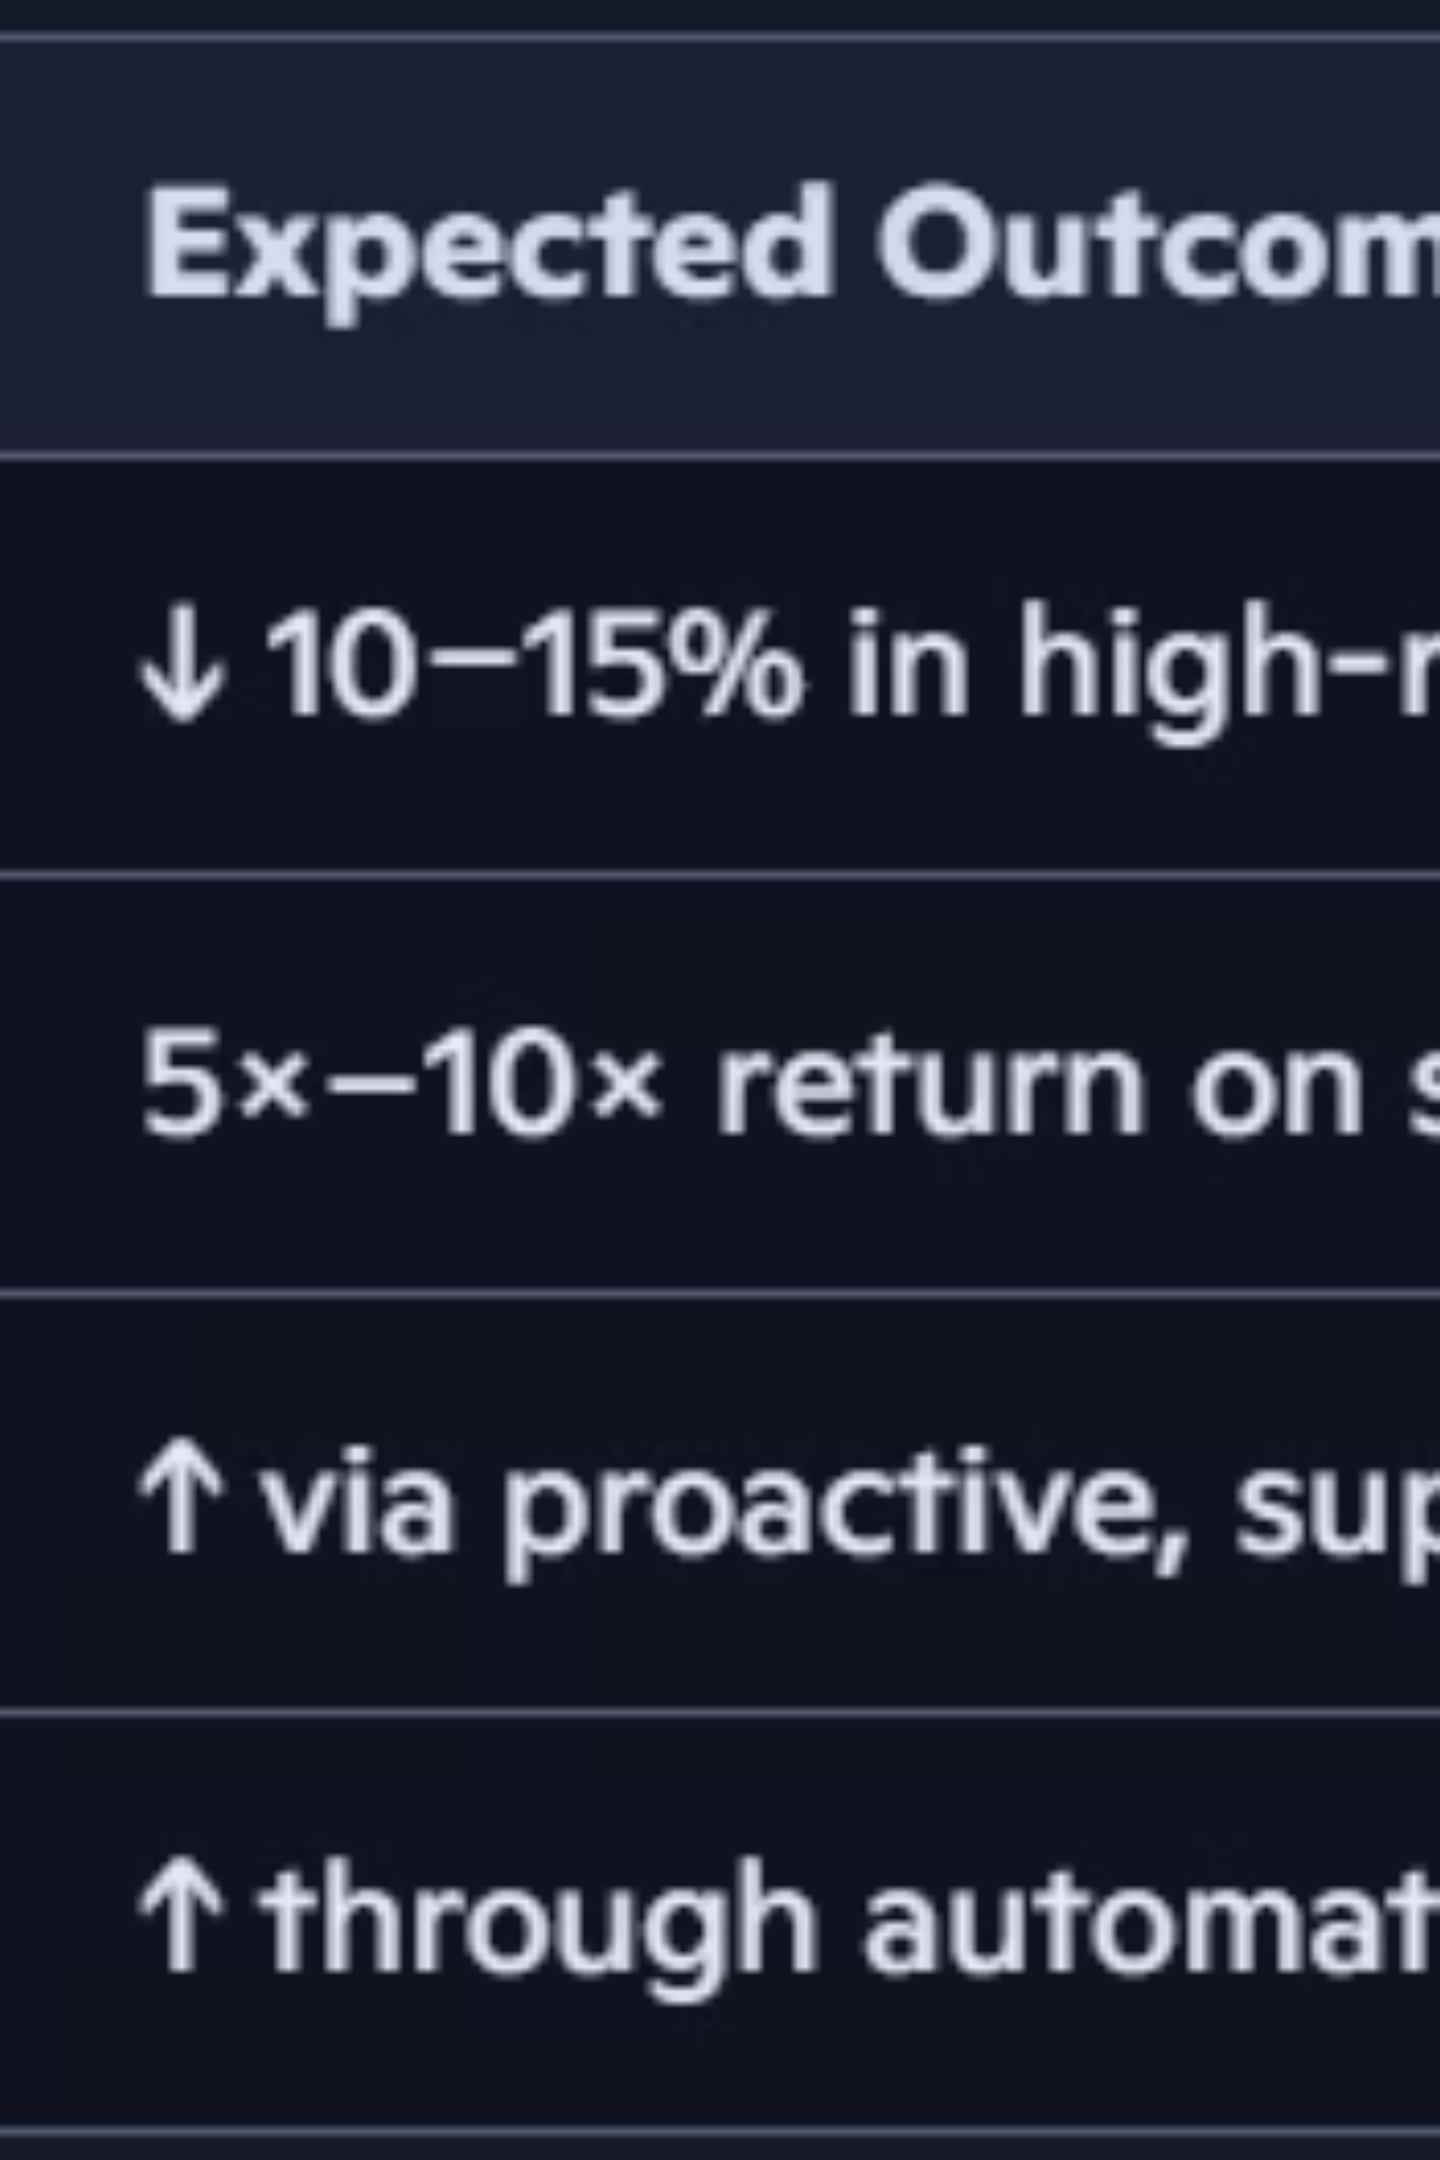 Expected Outcom
↓ 10–15% in high-r
5×–10× return on s
↑ via proactive, sup
↑ through automat